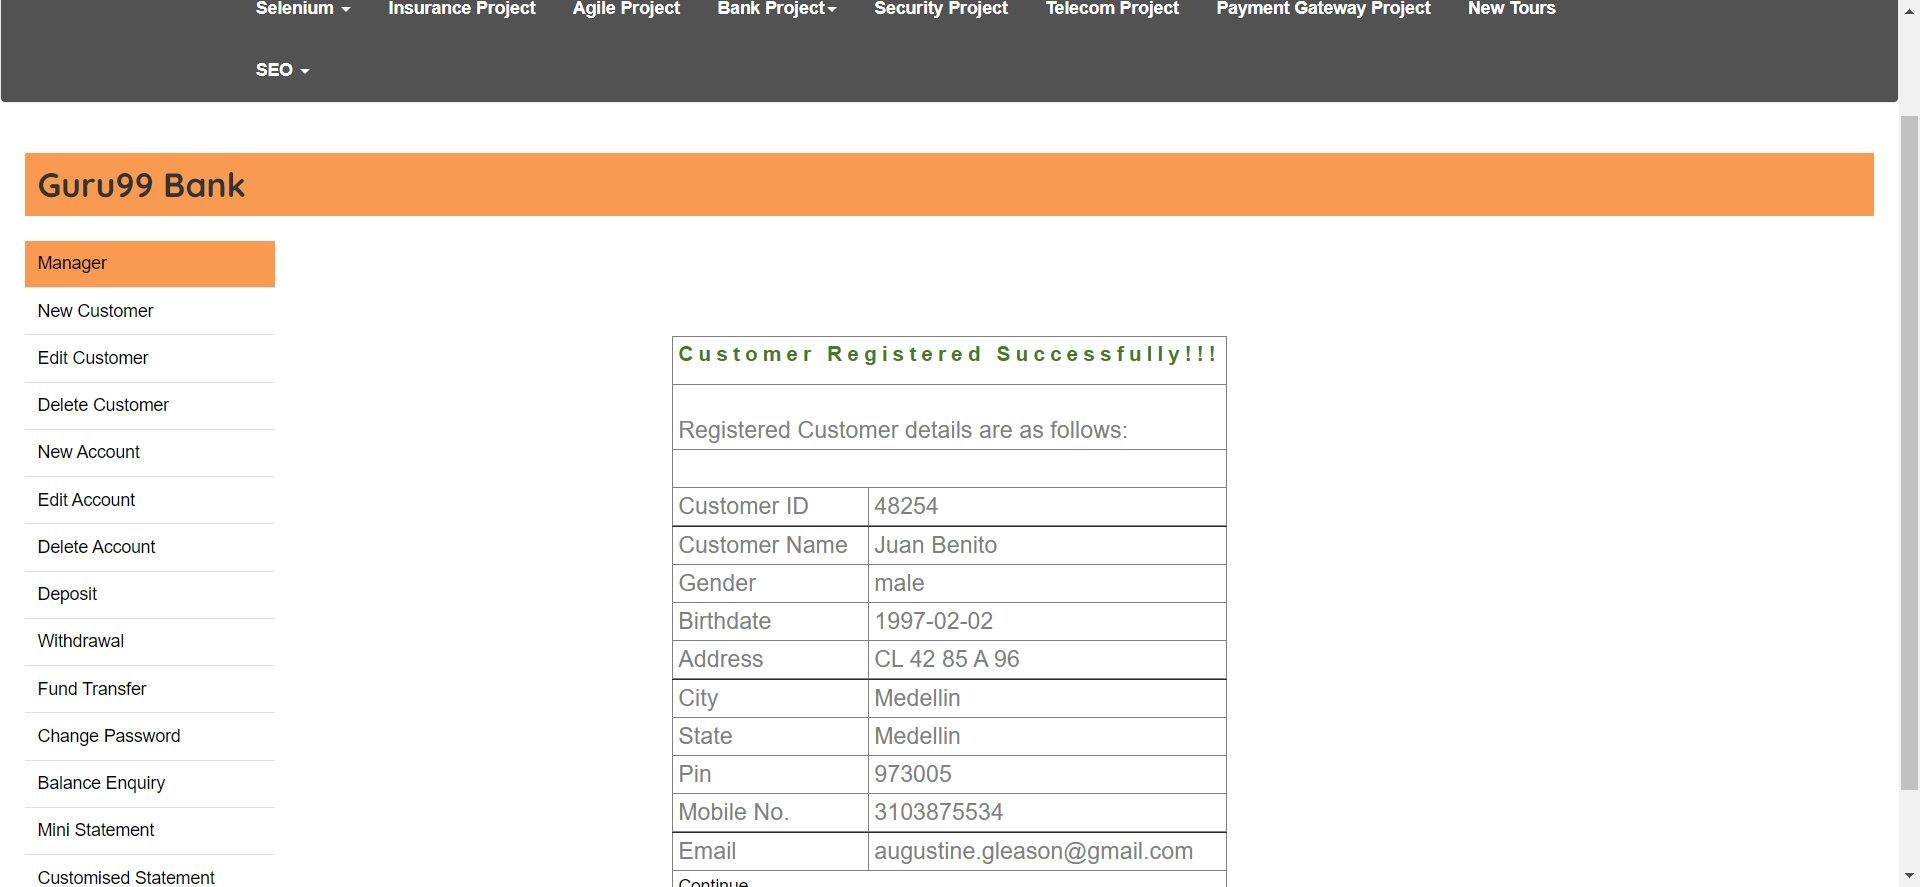 Selenium Insurance Project Agile Project Bank Project Security Project Telecom Project Payment Gateway Project New Tours
SEO
Guru99 Bank
Manager
New Customer
Edit Customer
Delete Customer
New Account
Edit Account
Delete Account
Deposit
Withdrawal
Fund Transfer
Change Password
Balance Enquiry
Mini Statement
Customised Statement
Customer Registered Successfully!!!
Registered Customer details are as follows:
Customer ID 48254
Customer Name Juan Benito
Gender male
Birthdate 1997-02-02
Address CL 42 85 A 96
City Medellin
State Medellin
Pin 973005
Mobile No. 3103875534
Email augustine.gleason@gmail.com
Continue